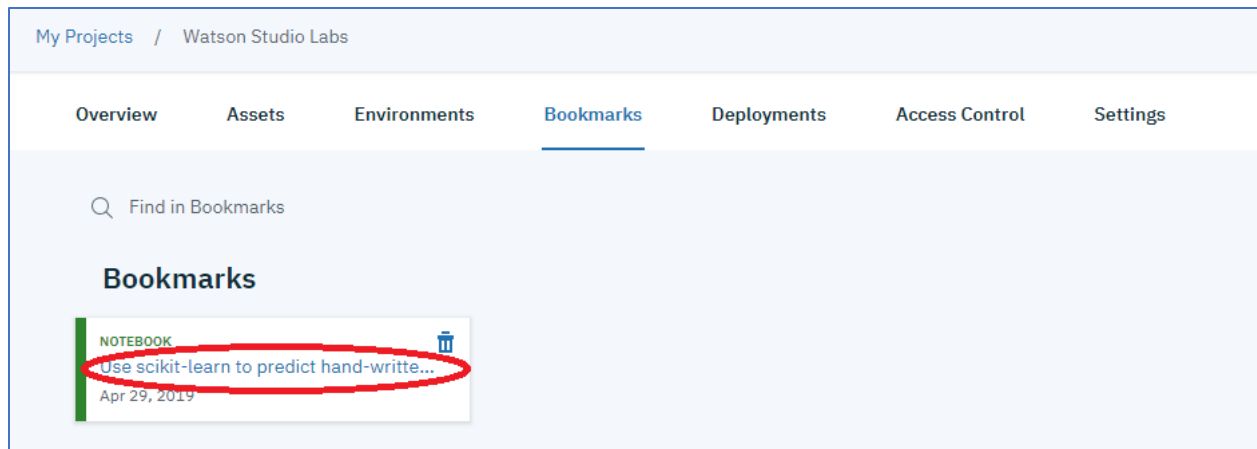 My Projects / Watson Studio Labs
Overview Assets Environments Bookmarks Deployments Access Control Settings
Find in Bookmarks
Bookmarks
NOTEBOOK
Use scikit-learn to predict hand-writte...
Apr 29, 2019